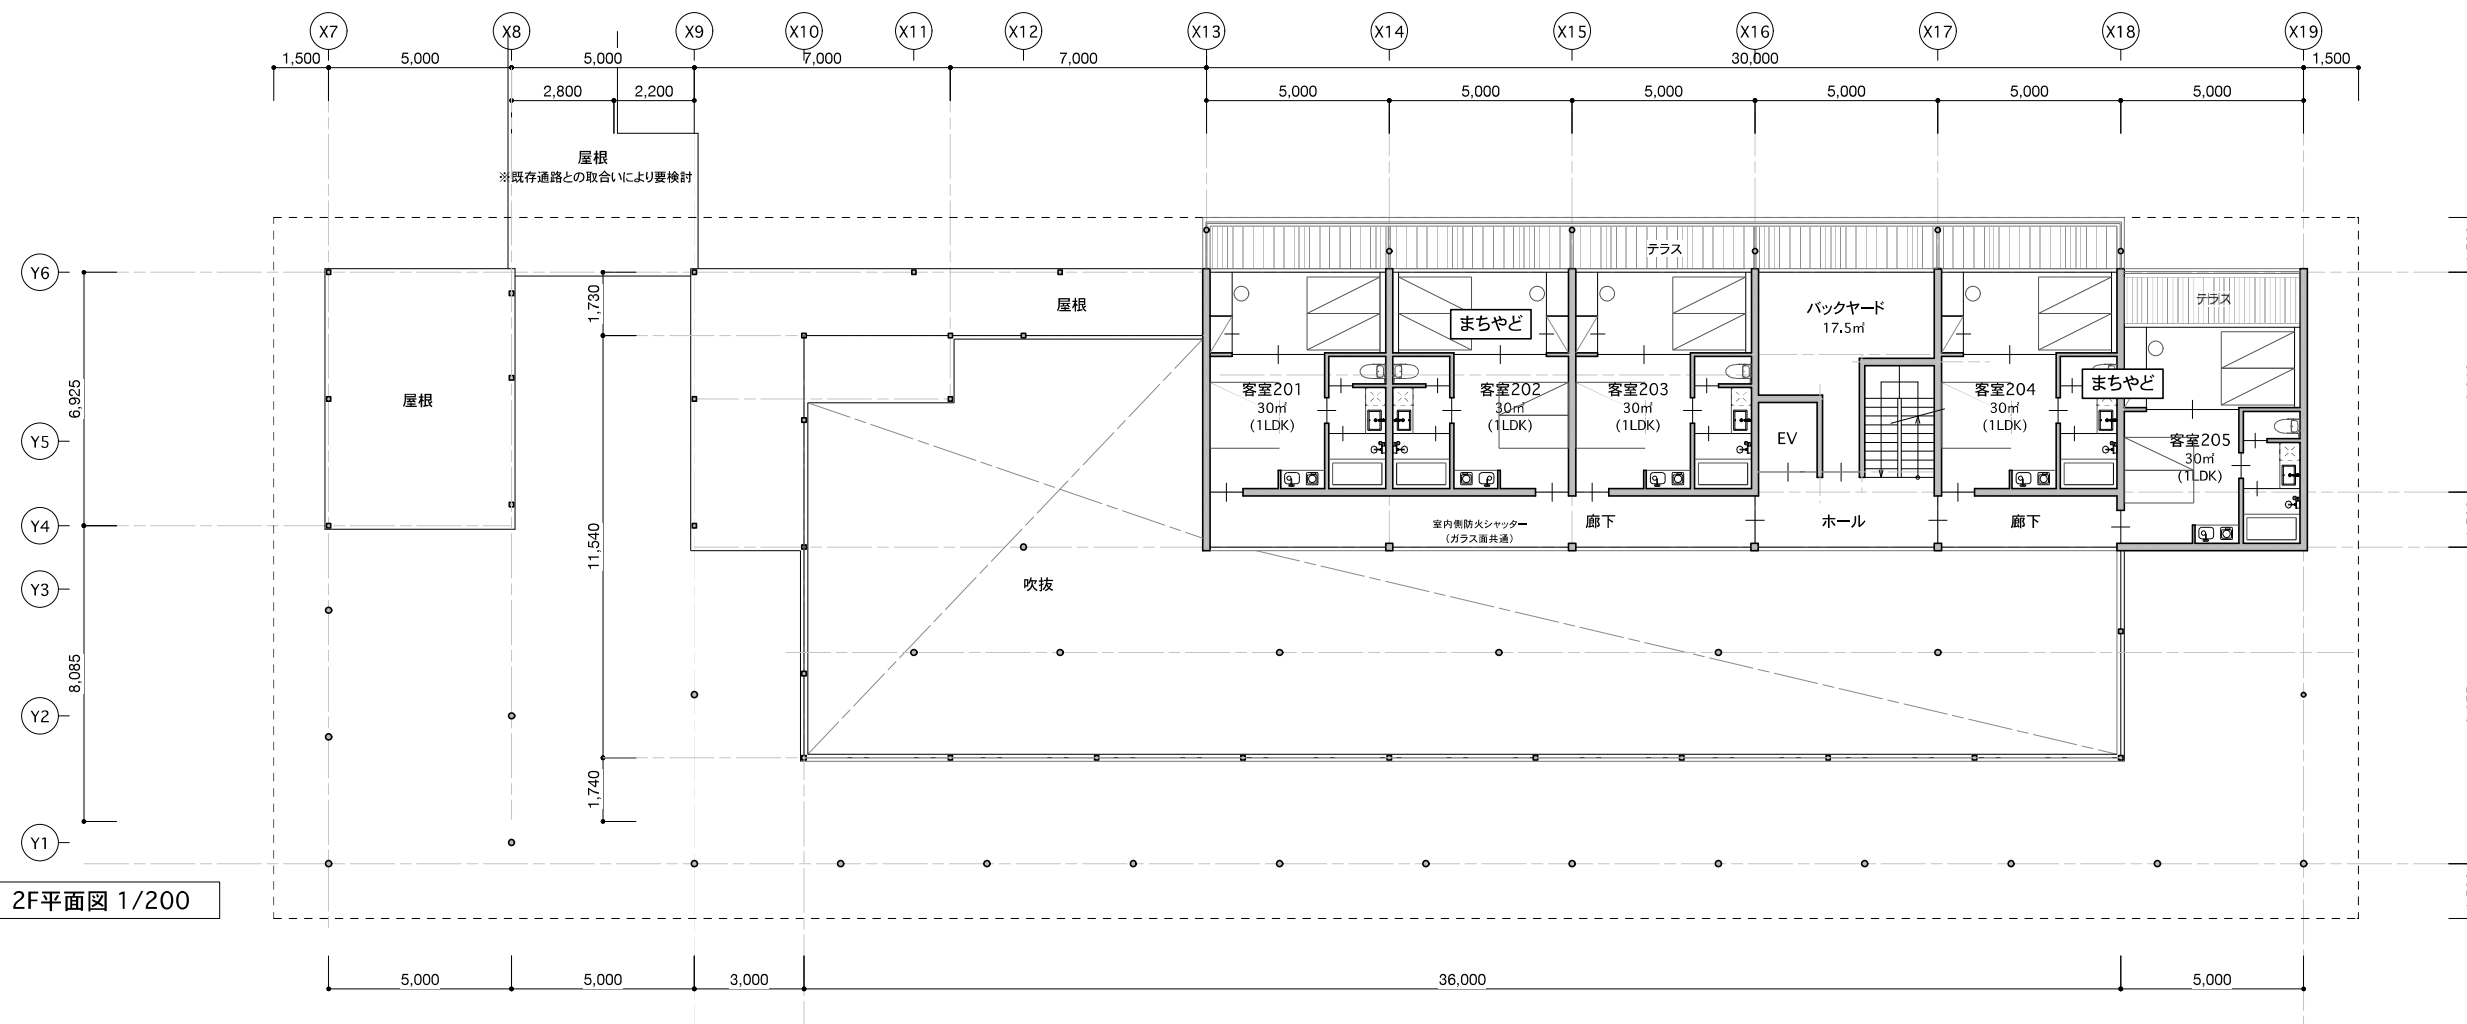 X7 X8 X9 X10 X11 X12 X13 X14 X15 X16 X17 X18 X19
1,500 5,000 5,000 7,000 7,000 30,000 1,500
2,800 2,200 5,000 5,000 5,000 5,000 5,000 5,000
屋根
※既存通路との取合いにより要検討
テラス
Y6
テラス
1,730
屋根
まちやど
バックヤード
17.5㎡
6,925
屋根
客室201
30㎡
(1LDK)
客室202
30㎡
(1LDK)
客室203
30㎡
(1LDK)
客室204
30㎡
(1LDK)
まちやど
EV
Y5
客室205
30㎡
(1LDK)
Y4
室内側防火シャッター
(ガラス面共通)
廊下
ホール
廊下
11,540
Y3
吹抜
8,085
Y2
1,740
Y1
2F平面図 1/200
5,000 5,000 3,000 36,000 5,000